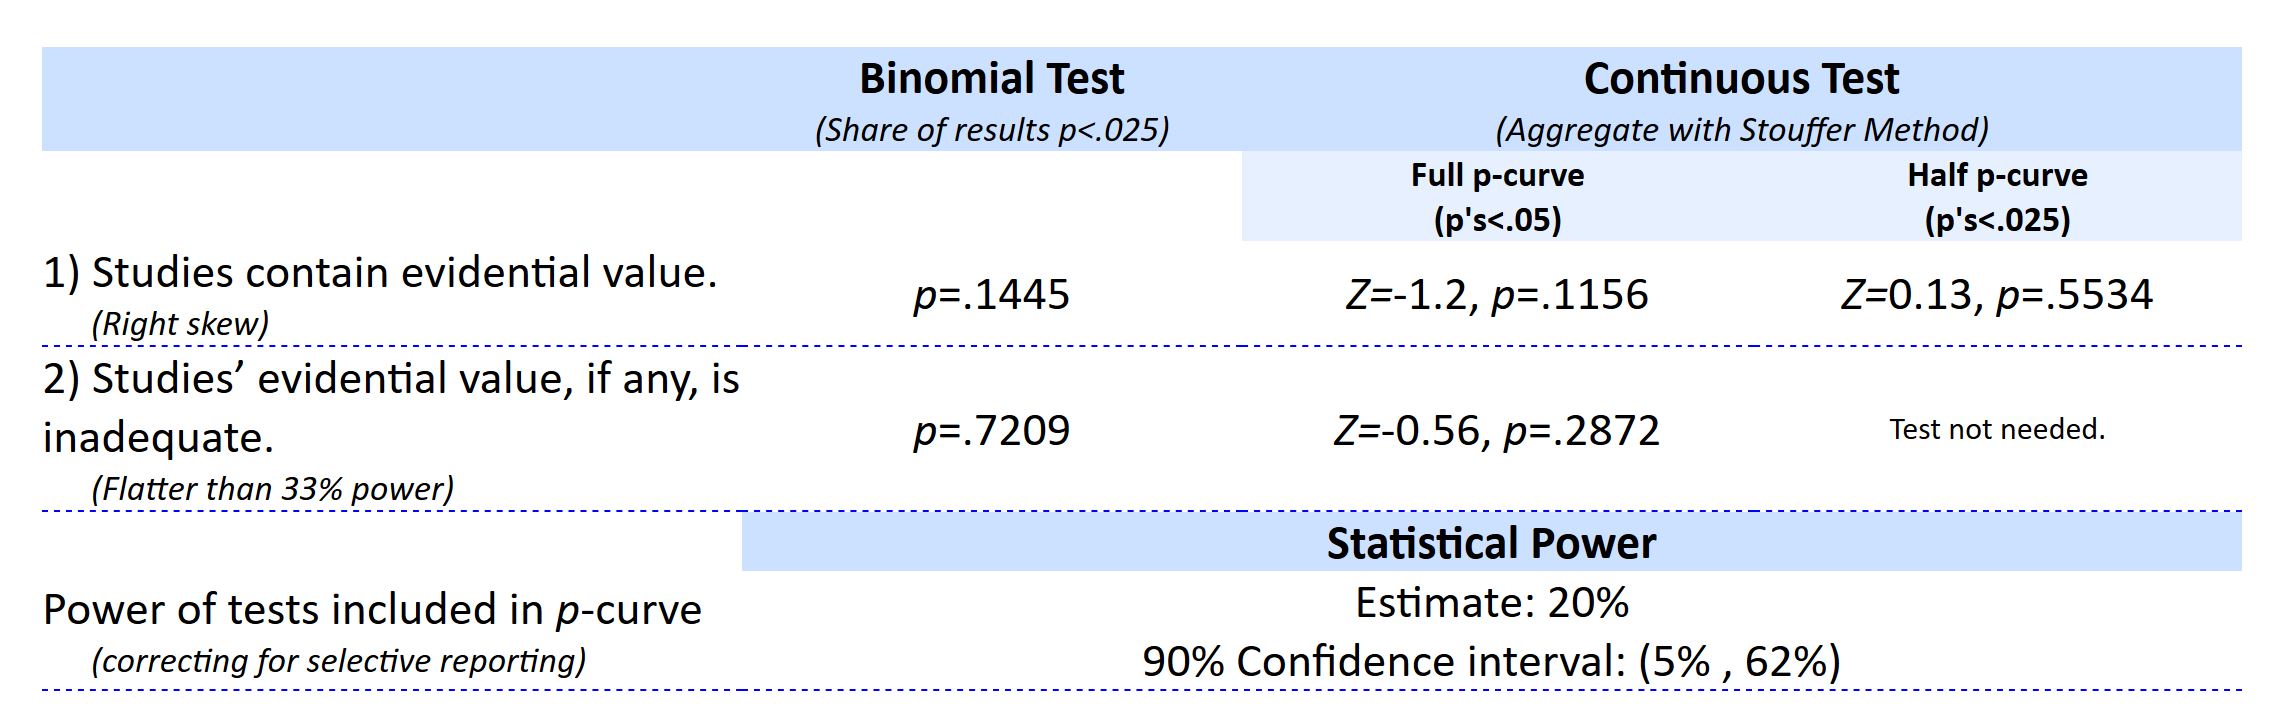 Binomial Test
(Share of results p<.025)
Continuous Test
(Aggregate with Stouffer Method)
Full p-curve
(p's<.05)
Half p-curve
(p's<.025)
1) Studies contain evidential value.
(Right skew)
p=.1445
Z=-1.2, p=.1156
Z=0.13, p=.5534
2) Studies’ evidential value, if any, is
inadequate.
(Flatter than 33% power)
p=.7209
Z=-0.56, p=.2872
Test not needed.
Statistical Power
Power of tests included in p-curve
(correcting for selective reporting)
Estimate: 20%
90% Confidence interval: (5% , 62%)